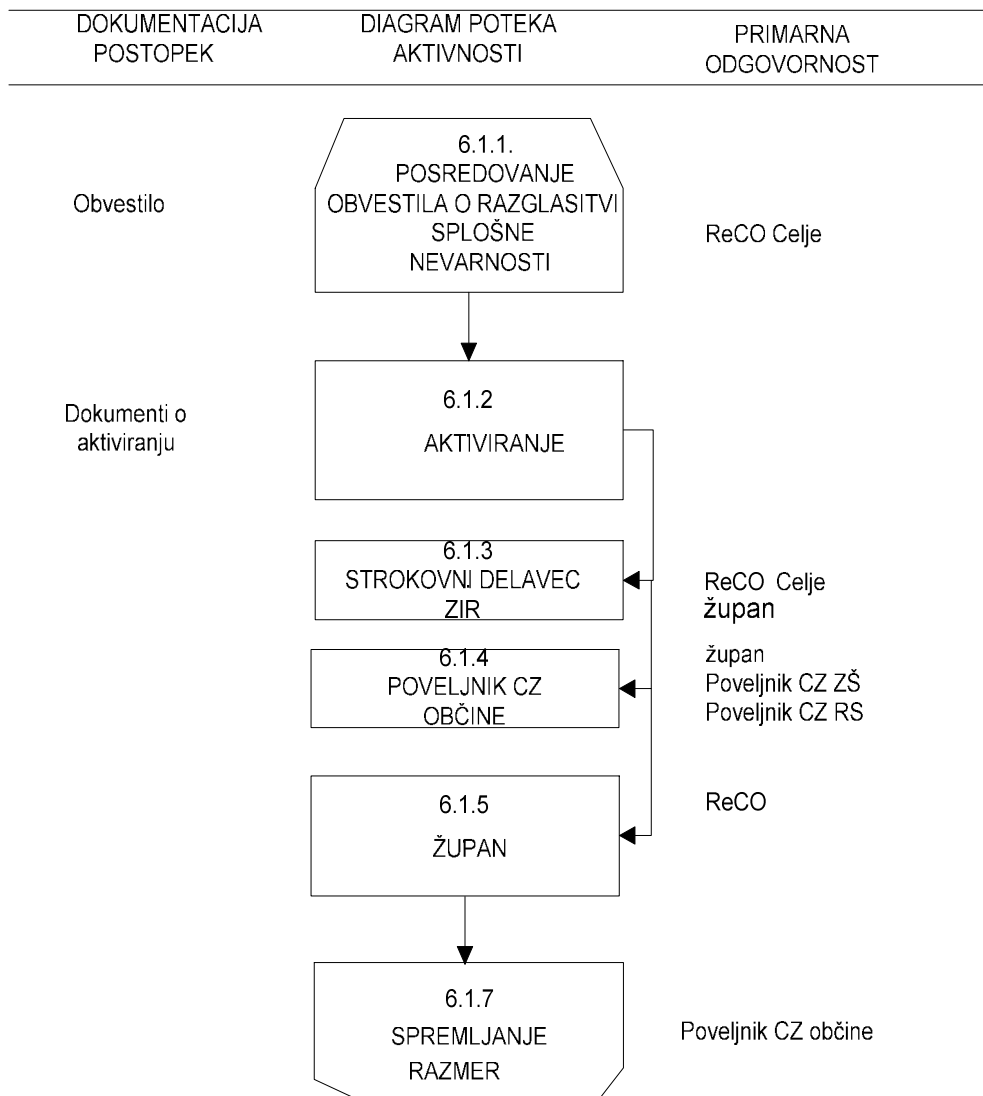 DOKUMENTACIJA
POSTOPEK
DIAGRAM POTEKA
AKTIVNOSTI
PRIMARNA
ODGOVORNOST
Obvestilo
6.1.1.
POSREDOVANJE
OBVESTILA O RAZGLASITVI
SPLOŠNE
NEVARNOSTI
ReCO Celje
Dokumenti o
aktiviranju
6.1.2
AKTIVIRANJE
6.1.3
STROKOVNI DELAVEC
ZIR
ReCO Celje
župan
6.1.4
POVELJNIK CZ
OBČINE
župan
Poveljnik CZ ZŠ
Poveljnik CZ RS
6.1.5
ŽUPAN
ReCO
6.1.7
SPREMLJANJE
RAZMER
Poveljnik CZ občine